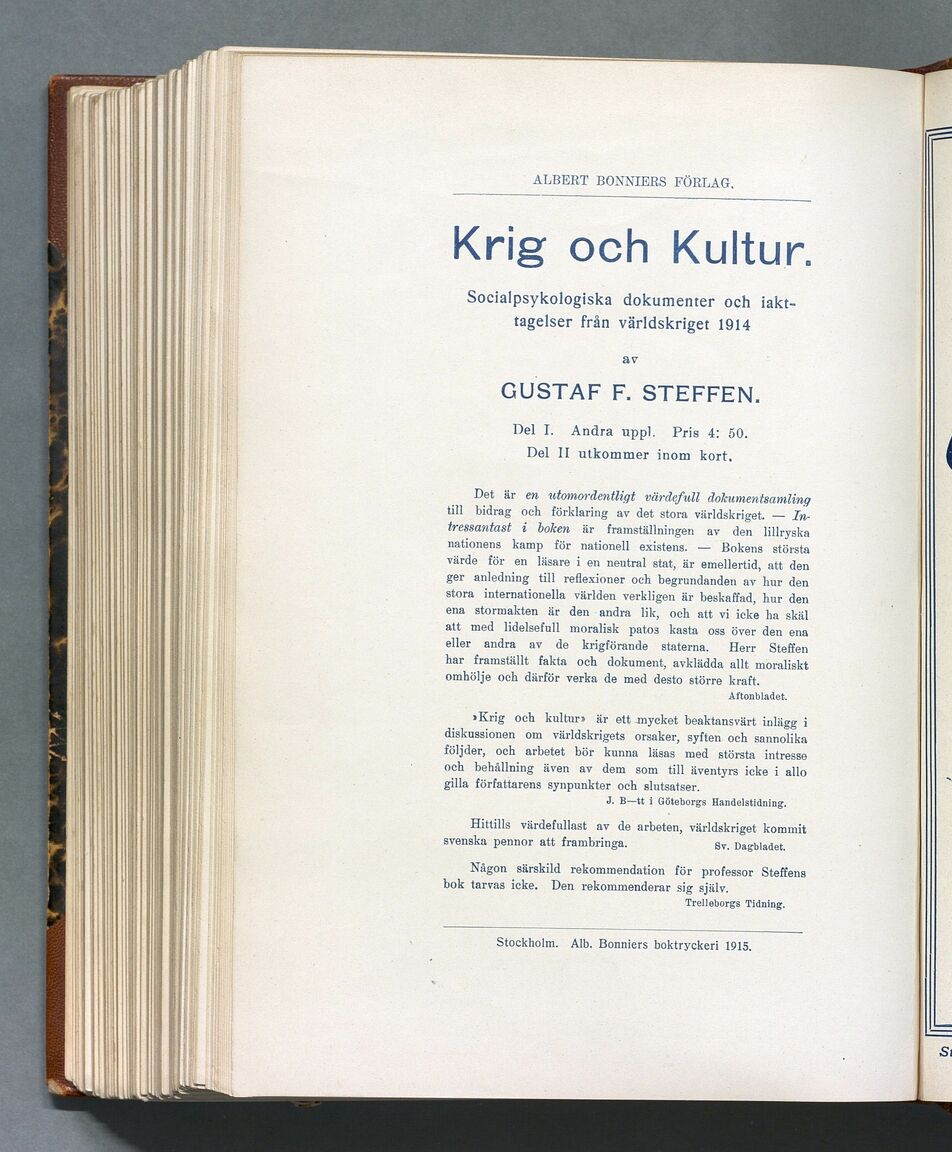 ALBERT BONNIERS FÖRLAG.
Krig och Kultur.
Socialpsykologiska dokumenter och iakt-
tagelser från världskriget 1914
av
GUSTAF F. STEFFEN.
Del I. Andra uppl. Pris 4: 50.
Del II utkommer inom kort.
Det är en utomordentligt värdefull dokumentsamling
till bidrag och förklaring av det stora världskriget. — In-
tressantast i boken är framställningen av den lillryska
nationens kamp för nationell existens. — Bokens största
värde för en läsare i en neutral stat, är emellertid, att den
ger anledning till reflexioner och begrundanden av hur den
stora internationella världen verkligen är beskaffad, hur den
ena stormakten är den andra lik, och att vi icke ha skäl
att med lidelsefull moralisk patos kasta oss över den ena
eller andra av de krigförande staterna. Herr Steffen
har framställt fakta och dokument, avklädda allt moraliskt
omhölje och därför verka de med desto större kraft.
Aftonbladet.
»Krig och kultur» är ett mycket beaktansvärt inlägg i
diskussionen om världskrigets orsaker, syften och sannolika
följder, och arbetet bör kunna läsas med största intresse
och behållning även av dem som till äventyrs icke i allo
gilla författarens synpunkter och slutsatser.
J. B—tt i Göteborgs Handelstidning.
Hittills värdefullast av de arbeten, världskriget kommit
svenska pennor att frambringa. Sv. Dagbladet.
Någon särskild rekommendation för professor Steffens
bok tarvas icke. Den rekommenderar sig själv.
Trelleborgs Tidning.
Stockholm. Alb. Bonniers boktryckeri 1915.